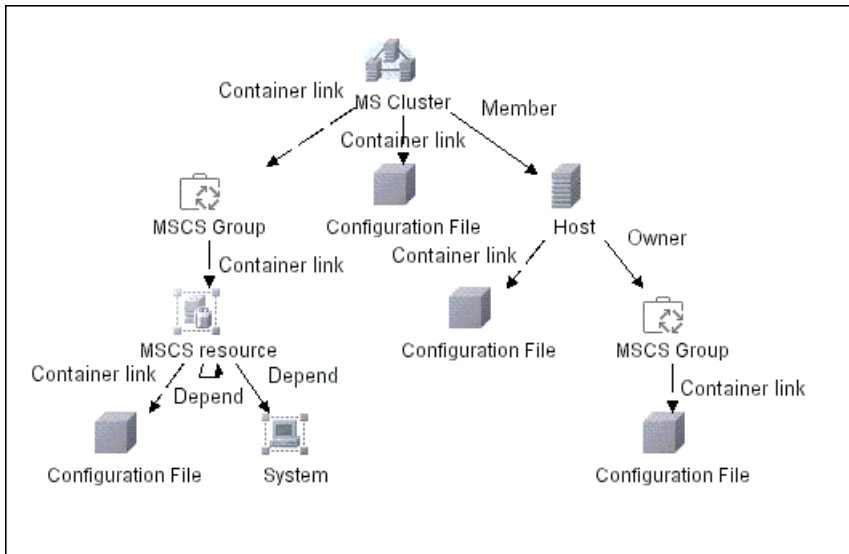 Container link
MS Cluster
Member
Container link
MSCS Group
Configuration File
Host
Owner
Container link
Container link
MSCS resource
Configuration File
MSCS Group
Container link
Depend
Depend
Container link
Configuration File
System
Configuration File